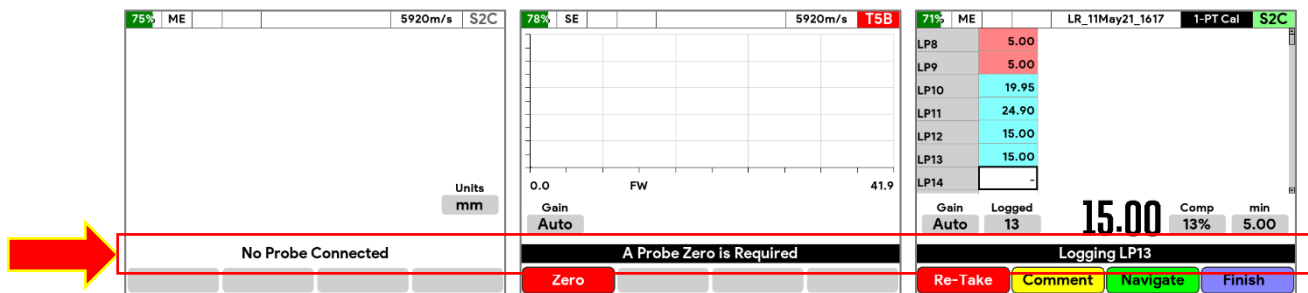 75% ME 5920m/s S2C
Units
mm
No Probe Connected
78% SE 5920m/s T5B
0.0 FW 41.9
Gain
Auto
A Probe Zero is Required
Zero
71% ME LR_11May21_1617 1-PT Cal S2C
LP8 5.00
LP9 5.00
LP10 19.95
LP11 24.90
LP12 15.00
LP13 15.00
LP14 -
Gain Logged 15.00 Comp min
Auto 13 13% 5.00
Logging LP13
Re-Take Comment Navigate Finish